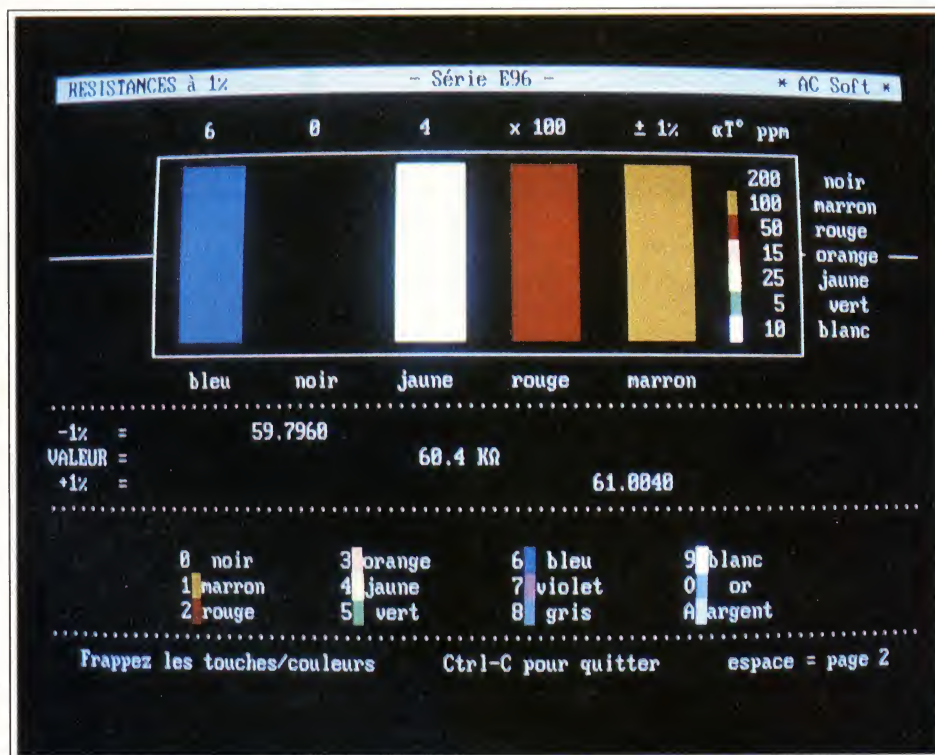 RESISTANCES à 1% - Série E96 - * AC Soft *
6 0 4 x 100 ± 1% αT° ppm
200 noir
100 marron
50 rouge
15 orange
25 jaune
5 vert
10 blanc
bleu noir jaune rouge marron
-1% = 59.7960
VALEUR = 60.4 KΩ
+1% = 61.0040
0 noir 3 orange 6 bleu 9 blanc
1 marron 4 jaune 7 violet O or
2 rouge 5 vert 8 gris A argent
Frappez les touches/couleurs Ctrl-C pour quitter espace = page 2